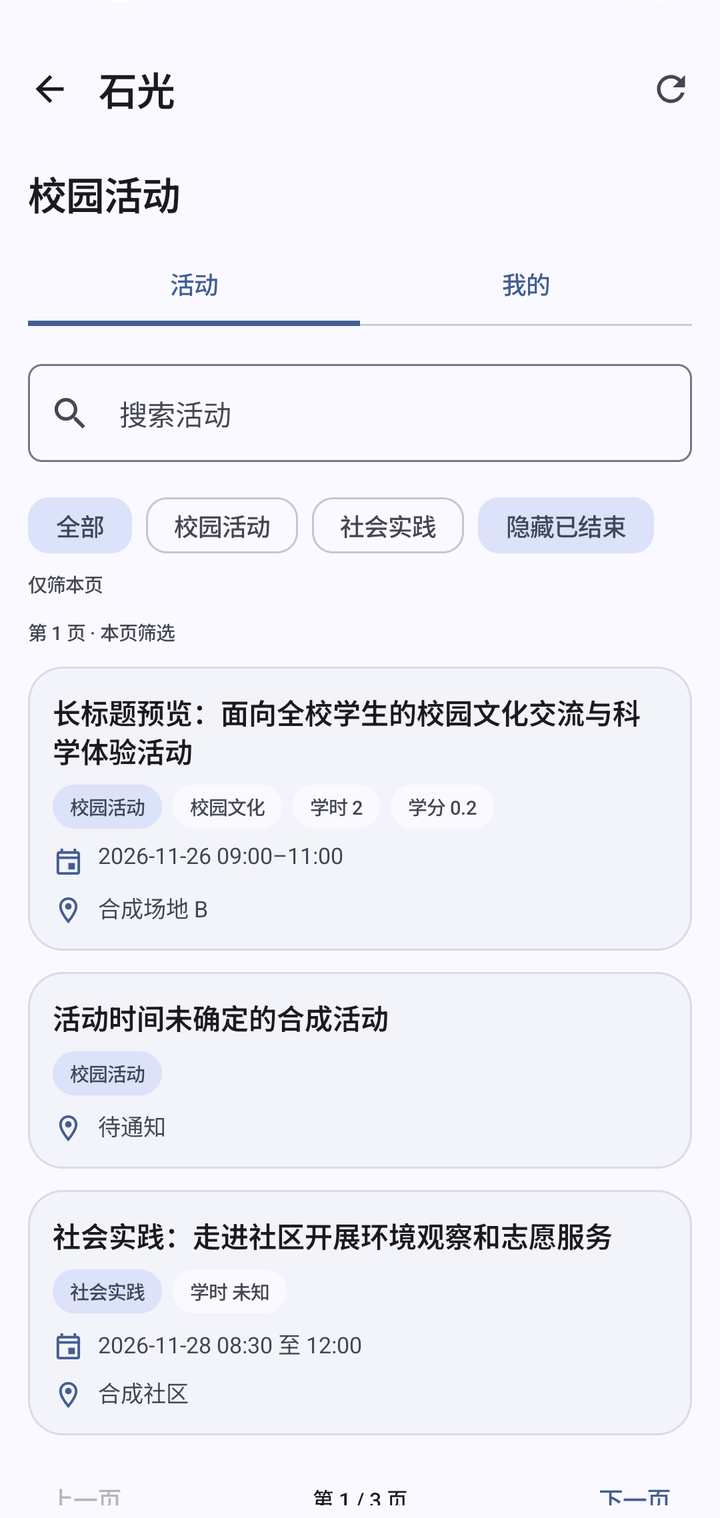 石光
校园活动
活动 我的
搜索活动
全部 校园活动 社会实践 隐藏已结束
仅筛本页
第 1 页 · 本页筛选
长标题预览：面向全校学生的校园文化交流与科
学体验活动
校园活动 校园文化 学时 2 学分 0.2
2026-11-26 09:00–11:00
合成场地 B
活动时间未确定的合成活动
校园活动
待通知
社会实践：走进社区开展环境观察和志愿服务
社会实践 学时 未知
2026-11-28 08:30 至 12:00
合成社区
上一页 第 1 / 3 页 下一页